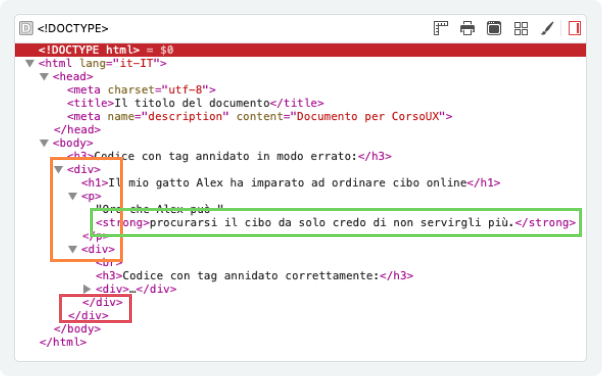 D <!DOCTYPE>
<!DOCTYPE html> = $0
<html lang="it-IT">
<head>
<meta charset="utf-8">
<title>Il titolo del documento</title>
<meta name="description" content="Documento per CorsoUX">
</head>
<body>
<h3>Codice con tag annidato in modo errato:</h3>
<div>
<h1>Il mio gatto Alex ha imparato ad ordinare cibo online</h1>
<p>
"Ora che Alex può "
<strong>procurarsi il cibo da solo credo di non servirgli più.</strong>
</p>
<div>
<br>
<h3>Codice con tag annidato correttamente:</h3>
<div>…</div>
</div>
</div>
</body>
</html>